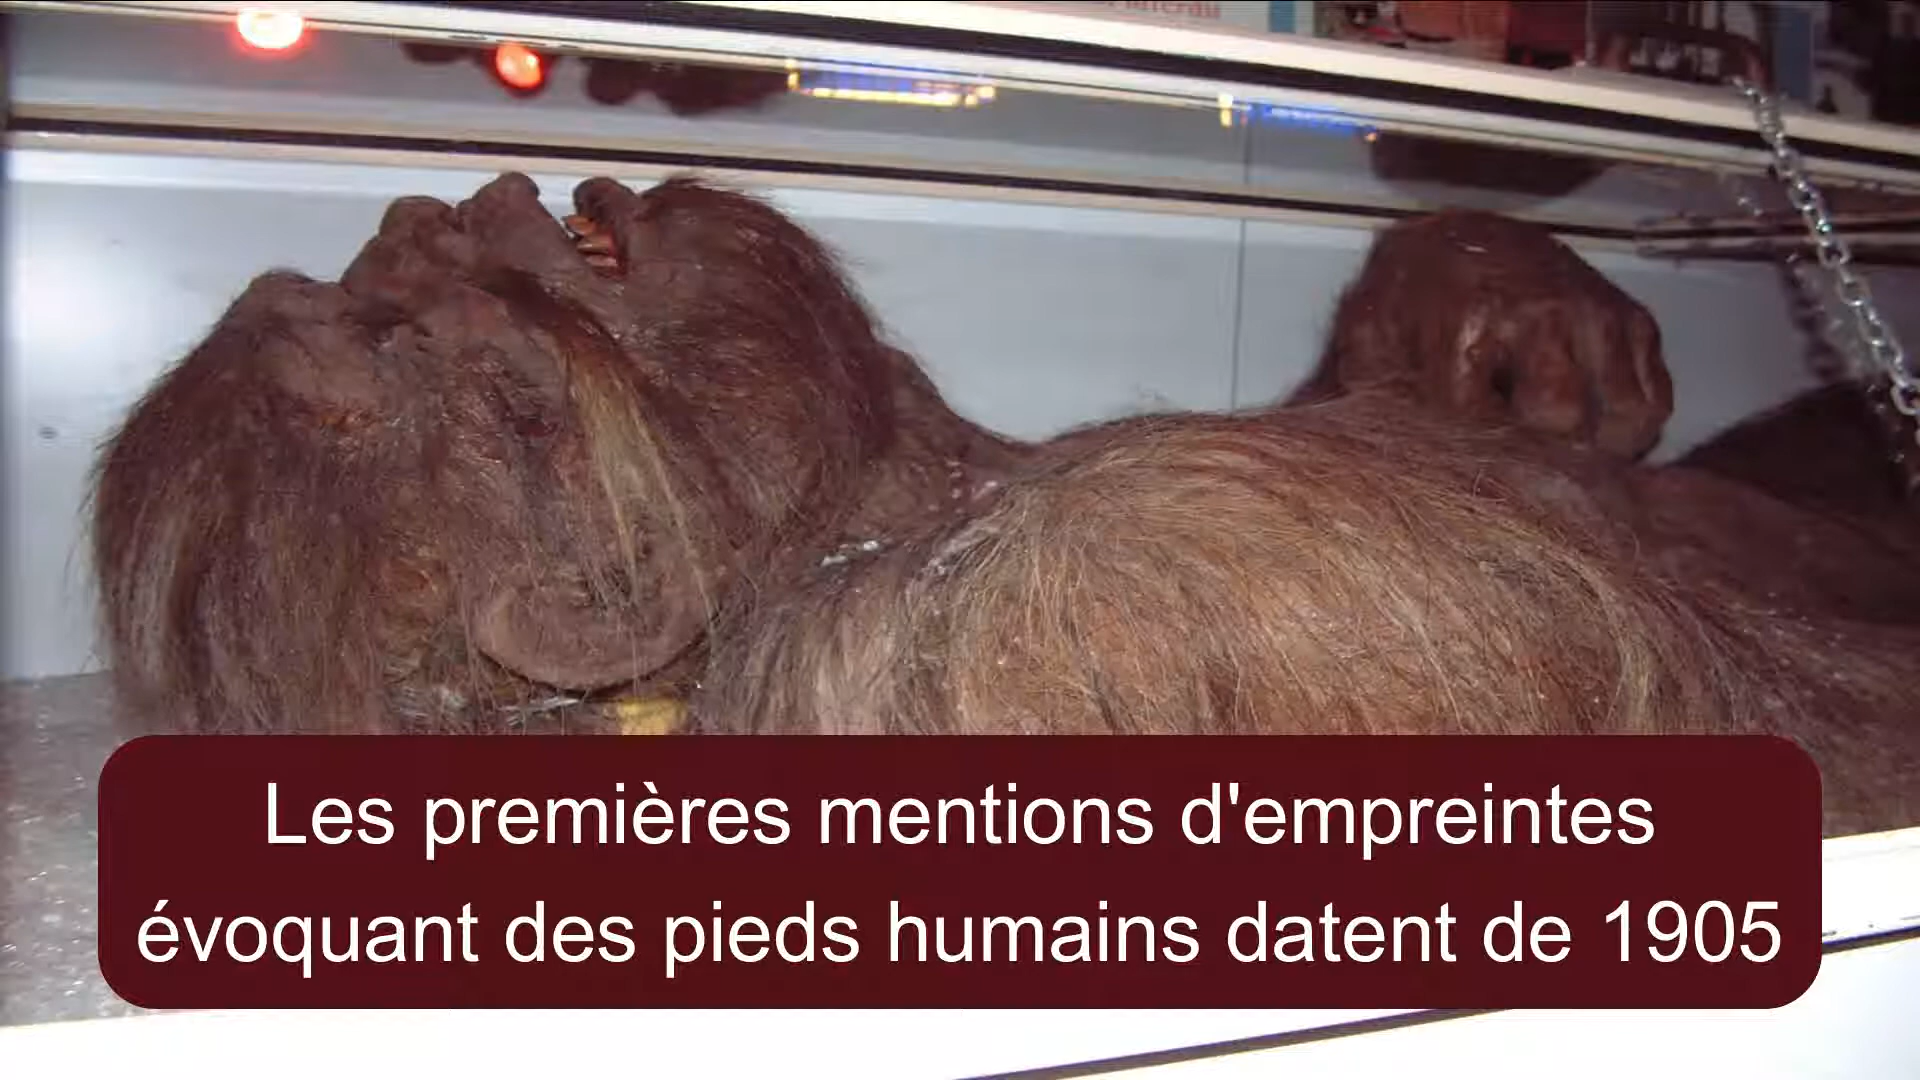 Les premières mentions d'empreintes
évoquant des pieds humains datent de 1905